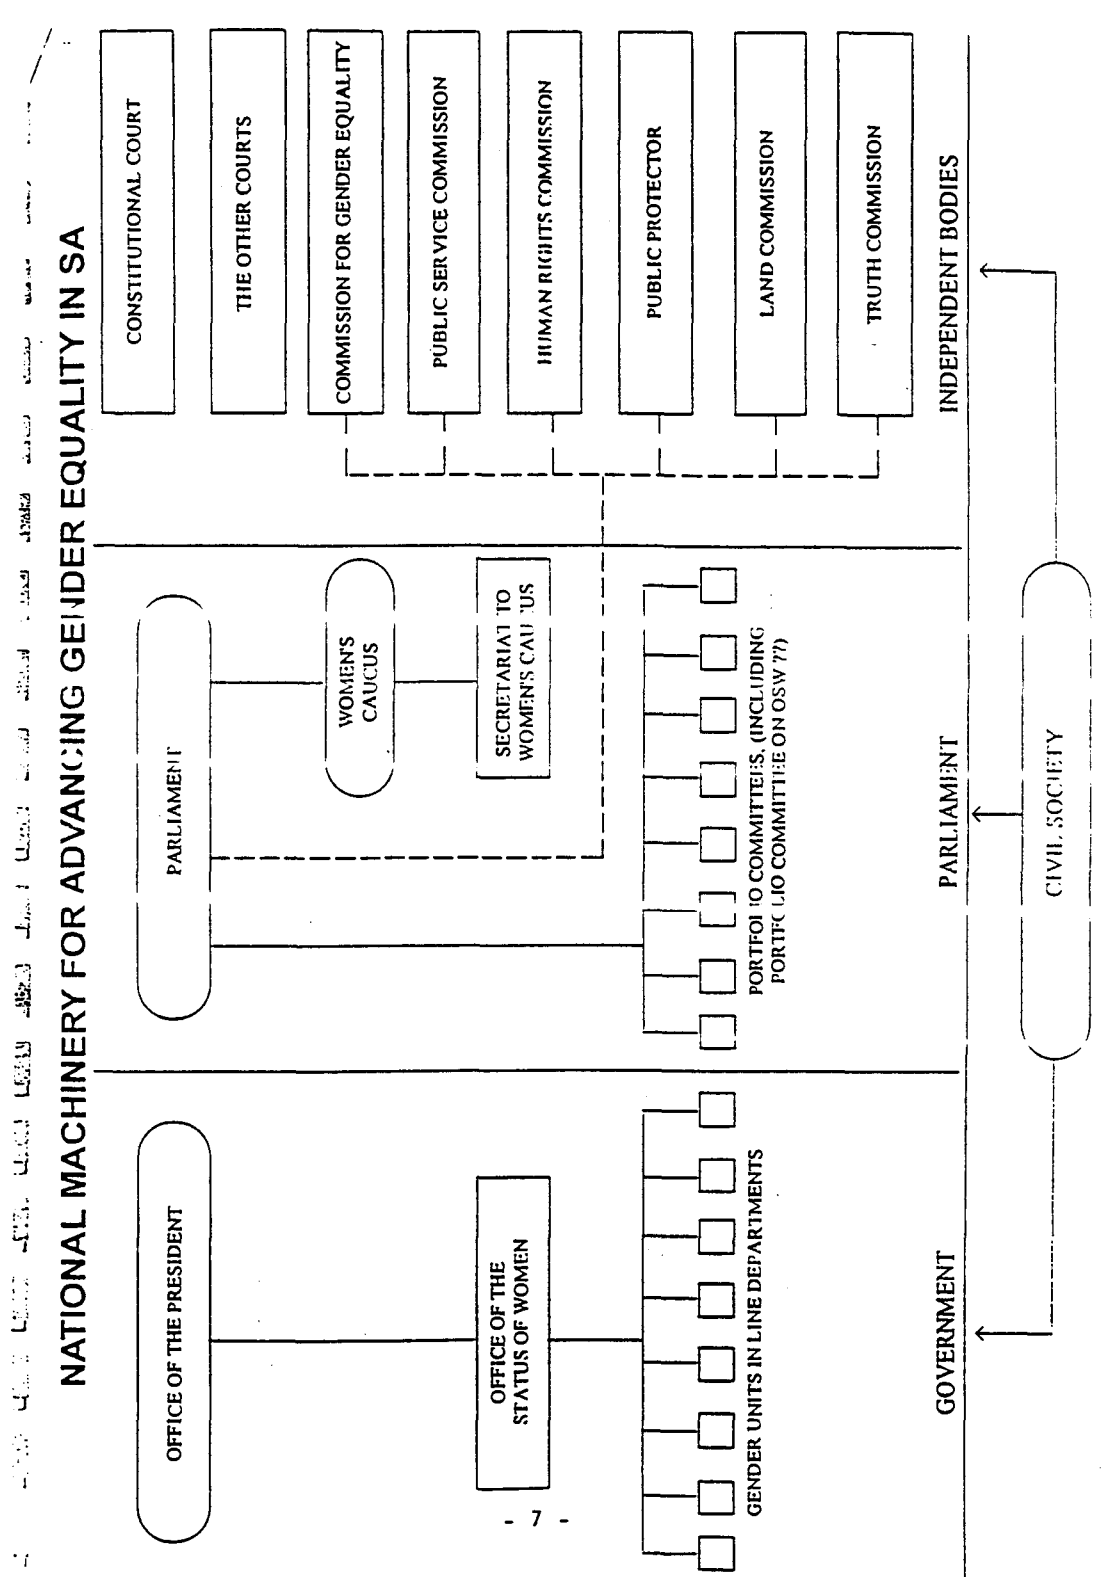 NATIONAL MACHINERY FOR ADVANCING GENDER EQUALITY IN SA
OFFICE OF THE PRESIDENT
OFFICE OF THE
STATUS OF WOMEN
GENDER UNITS IN LINE DEPARTMENTS
GOVERNMENT
PARLIAMENT
WOMEN'S
CAUCUS
SECRETARIAT TO
WOMEN'S CAUCUS
PORTFOLIO COMMITTEES, (INCLUDING
PORTFOLIO COMMITTEE ON OSW ??)
PARLIAMENT
CONSTITUTIONAL COURT
THE OTHER COURTS
COMMISSION FOR GENDER EQUALITY
PUBLIC SERVICE COMMISSION
HUMAN RIGHTS COMMISSION
PUBLIC PROTECTOR
LAND COMMISSION
TRUTH COMMISSION
INDEPENDENT BODIES
CIVIL SOCIETY
- 7 -